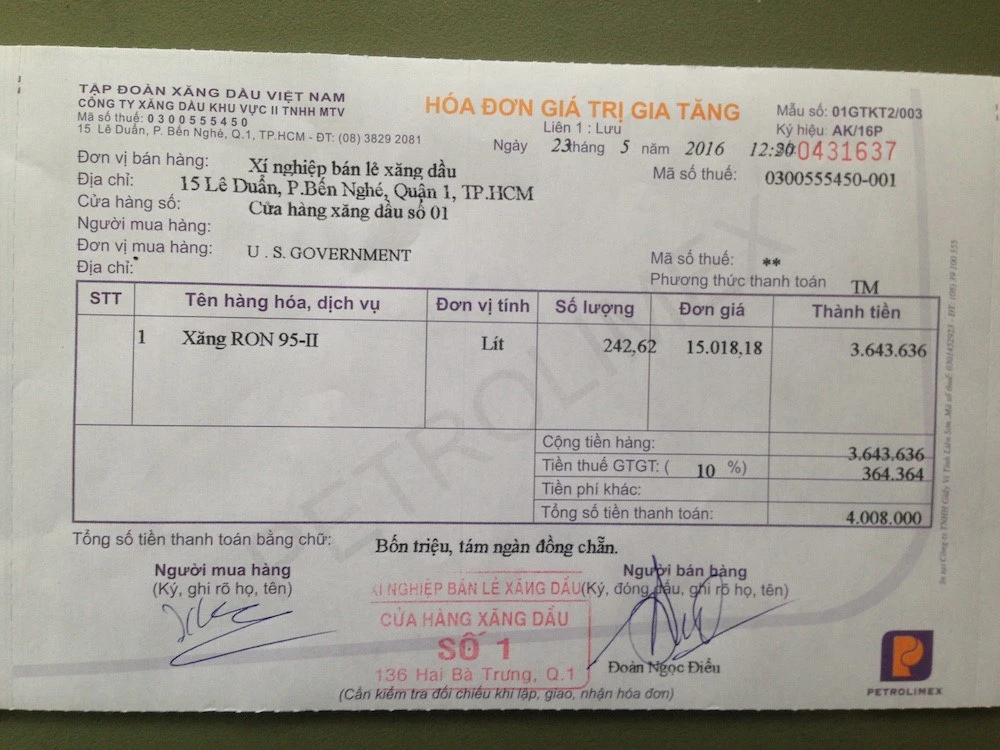 TẬP ĐOÀN XĂNG DẦU VIỆT NAM
CÔNG TY XĂNG DẦU KHU VỰC II TNHH MTV
Mã số thuế: 0300555450
15 Lê Duẩn, P. Bến Nghé, Q.1, TP.HCM - ĐT: (08) 3829 2081
HÓA ĐƠN GIÁ TRỊ GIA TĂNG
Liên 1 : Lưu
Ngày 23 tháng 5 năm 2016 12:30
Mẫu số: 01GTKT2/003
Ký hiệu: AK/16P
0431637
Đơn vị bán hàng: Xí nghiệp bán lẻ xăng dầu
Mã số thuế: 0300555450-001
Địa chỉ: 15 Lê Duẩn, P.Bến Nghé, Quận 1, TP.HCM
Cửa hàng số: Cửa hàng xăng dầu số 01
Người mua hàng:
Đơn vị mua hàng: U . S. GOVERNMENT
Mã số thuế: **
Địa chỉ:
Phương thức thanh toán TM
STT Tên hàng hóa, dịch vụ Đơn vị tính Số lượng Đơn giá Thành tiền
1 Xăng RON 95-II Lít 242,62 15.018,18 3.643.636
Cộng tiền hàng: 3.643.636
Tiền thuế GTGT: ( 10 %) 364.364
Tiền phí khác:
Tổng số tiền thanh toán: 4.008.000
PETROLIMEX
Tổng số tiền thanh toán bằng chữ: Bốn triệu, tám ngàn đồng chẵn.
Người mua hàng
(Ký, ghi rõ họ, tên)
Người bán hàng
(Ký, đóng dấu, ghi rõ họ, tên)
XÍ NGHIỆP BÁN LẺ XĂNG DẦU
CỬA HÀNG XĂNG DẦU
SỐ 1
136 Hai Bà Trưng, Q.1
Đoàn Ngọc Điều
(Cần kiểm tra đối chiếu khi lập, giao, nhận hóa đơn)
PETROLIMEX